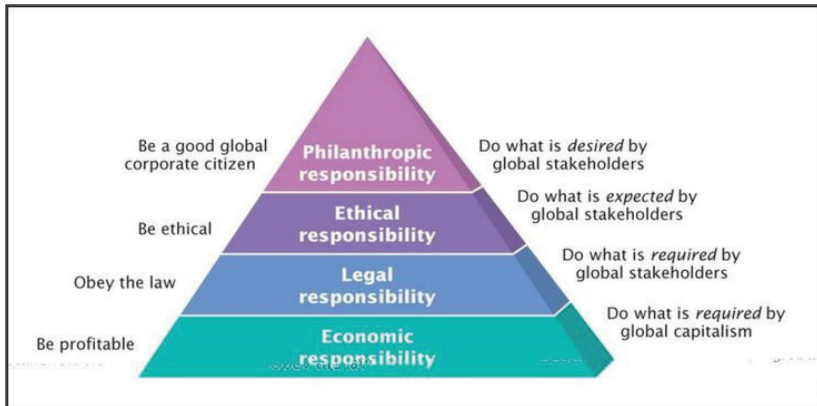 Be a good global
corporate citizen
Philanthropic
responsibility
Do what is desired by
global stakeholders
Be ethical
Ethical
responsibility
Do what is expected by
global stakeholders
Obey the law
Legal
responsibility
Do what is required by
global stakeholders
Be profitable
Economic
responsibility
Do what is required by
global capitalism